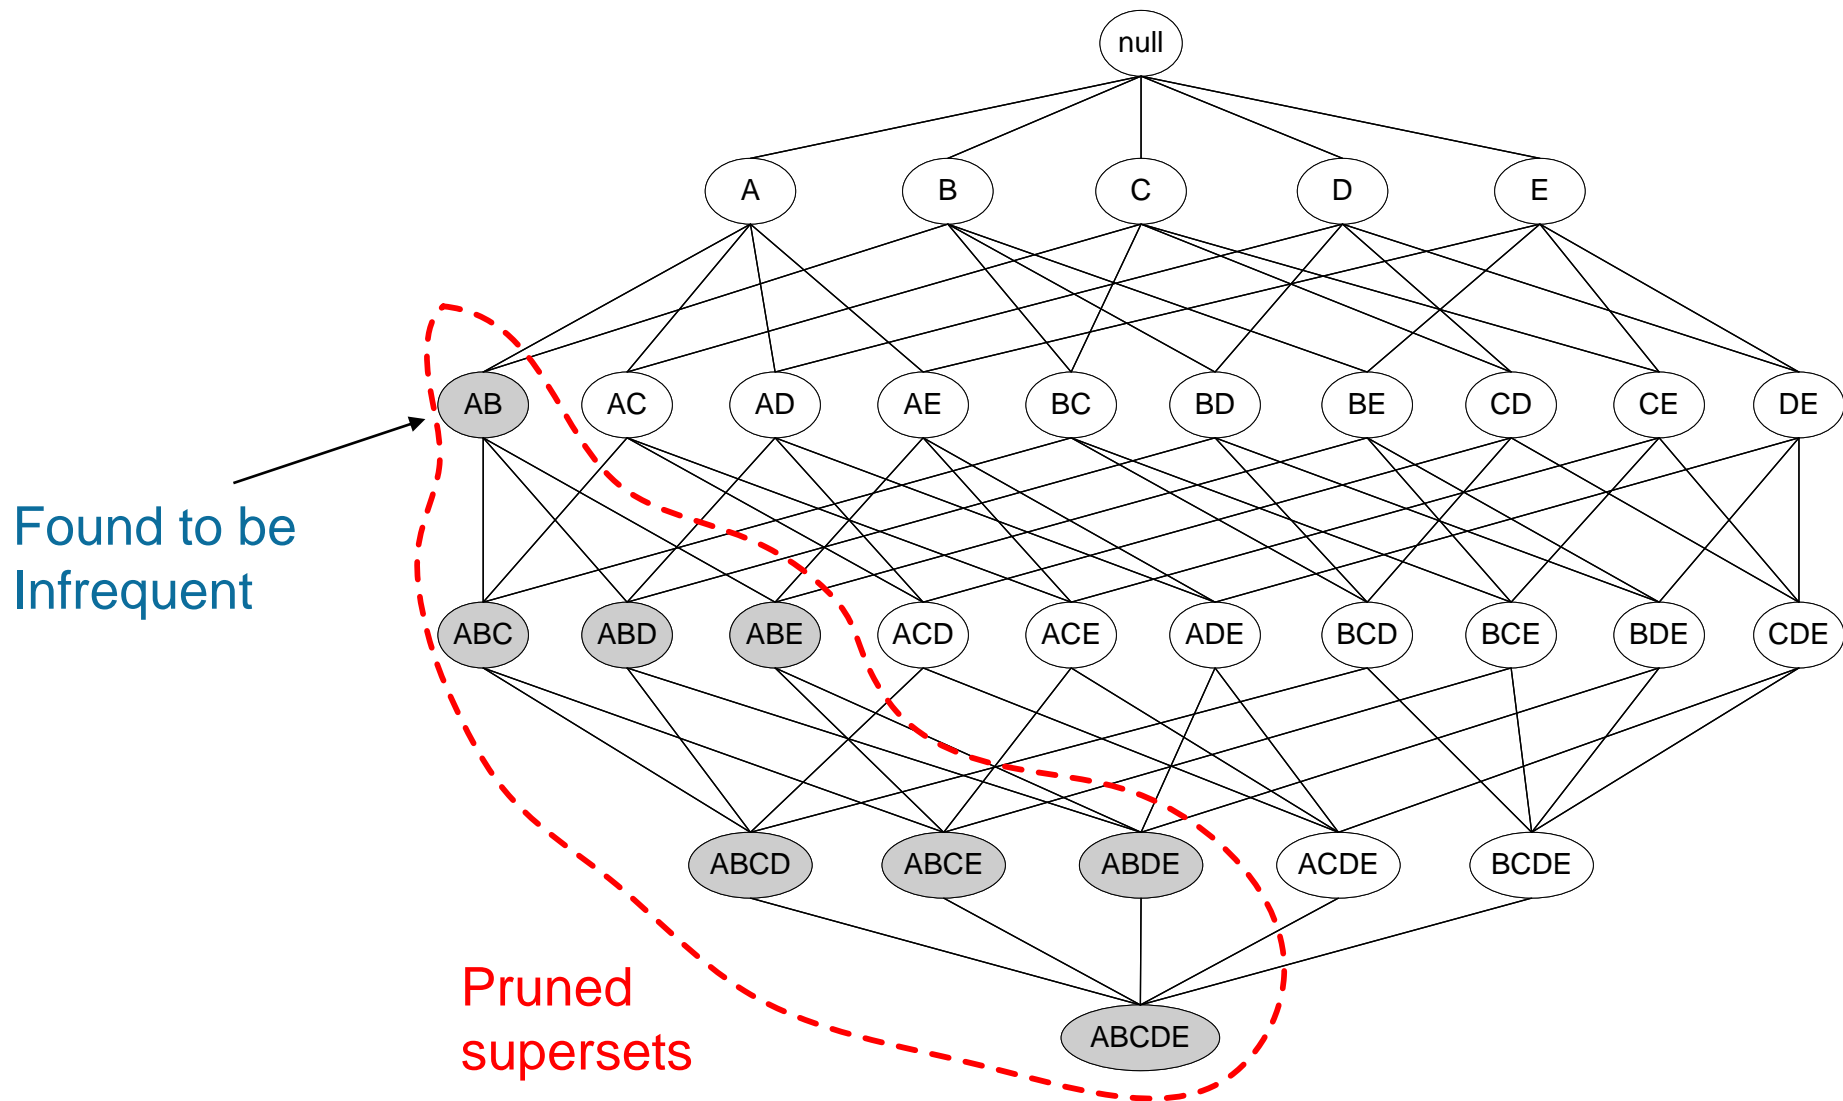 null
A B C D E
AB AC AD AE BC BD BE CD CE DE
Found to be
Infrequent
ABC ABD ABE ACD ACE ADE BCD BCE BDE CDE
ABCD ABCE ABDE ACDE BCDE
Pruned
supersets
ABCDE